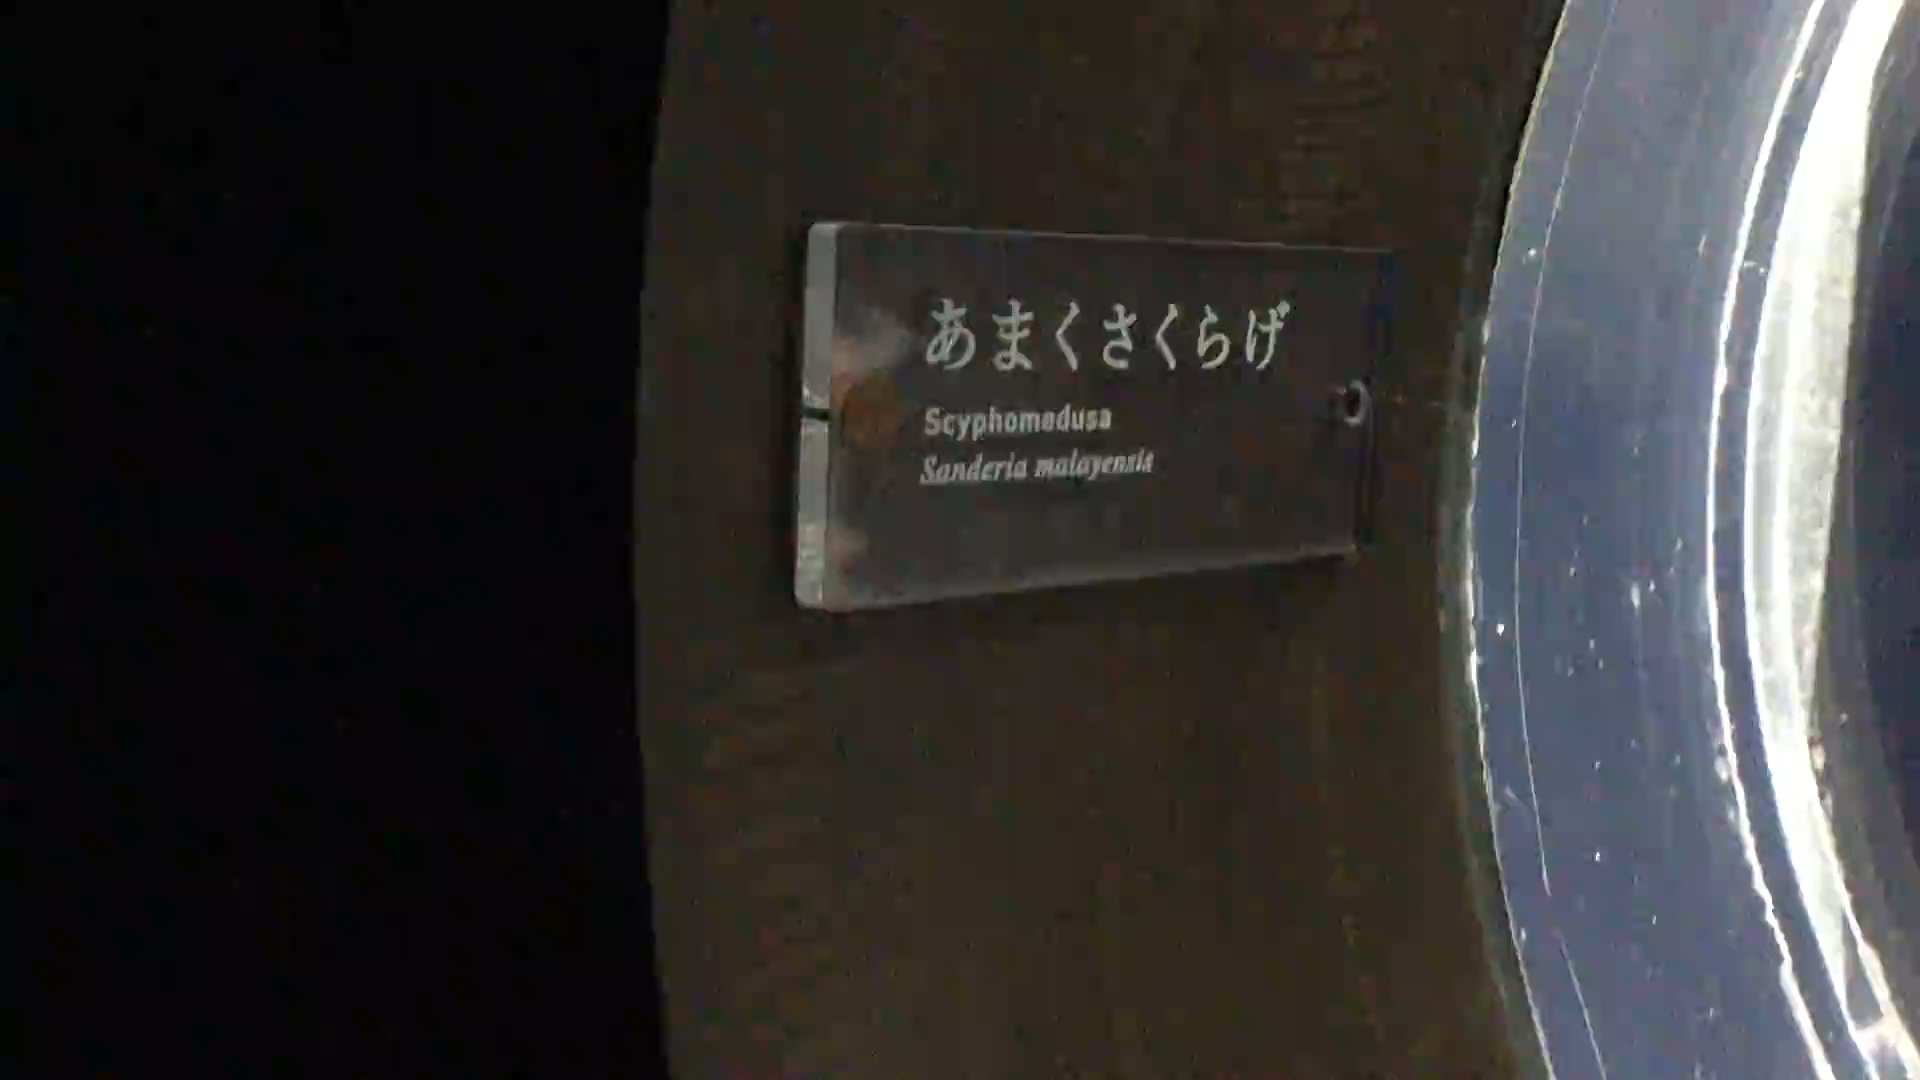 あまくさくらげ
Scyphomedusa
Sanderia malayensis